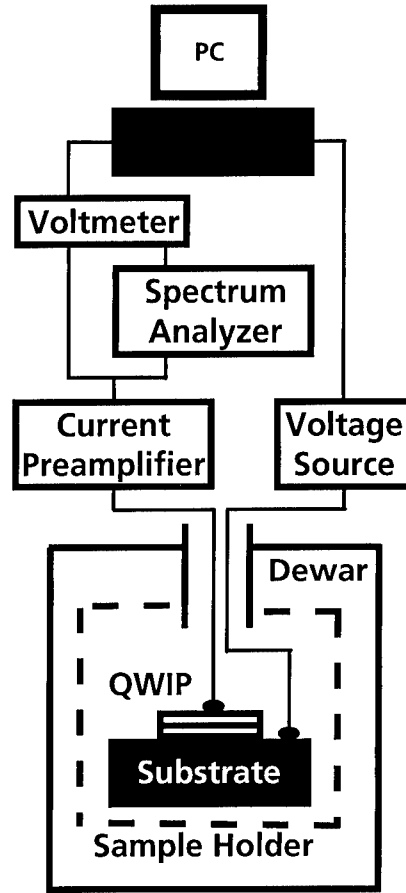 PC
Voltmeter
Spectrum
Analyzer
Current
Preamplifier
Voltage
Source
Dewar
QWIP
Substrate
Sample Holder